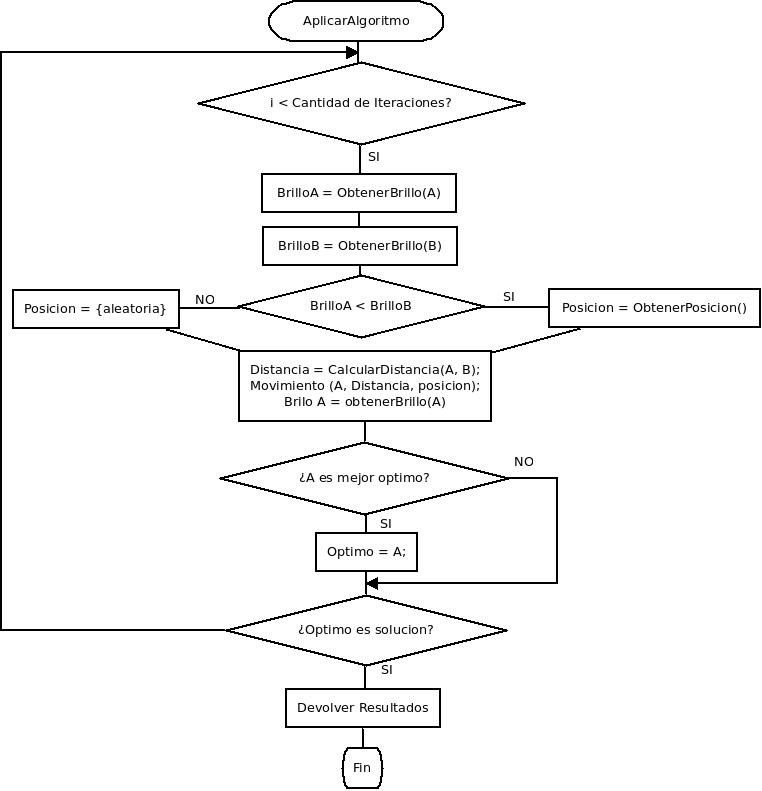 AplicarAlgoritmo
i < Cantidad de Iteraciones?
SI
BrilloA = ObtenerBrillo(A)
BrilloB = ObtenerBrillo(B)
NO
BrilloA < BrilloB
SI
Posicion = {aleatoria}
Posicion = ObtenerPosicion()
Distancia = CalcularDistancia(A, B);
Movimiento (A, Distancia, posicion);
Brilo A = obtenerBrillo(A)
¿A es mejor optimo?
NO
SI
Optimo = A;
¿Optimo es solucion?
SI
Devolver Resultados
Fin